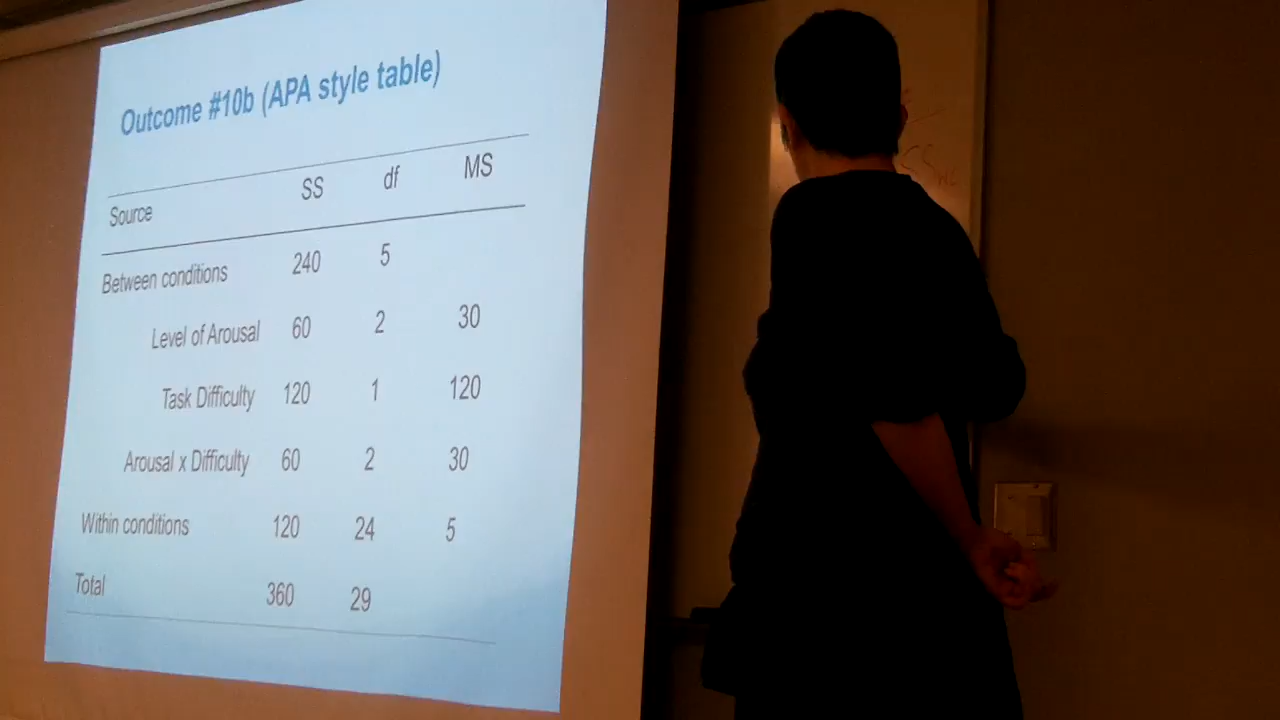 Outcome #10b (APA style table)
Source SS df MS
Between conditions 240 5
Level of Arousal 60 2 30
Task Difficulty 120 1 120
Arousal x Difficulty 60 2 30
Within conditions 120 24 5
Total 360 29